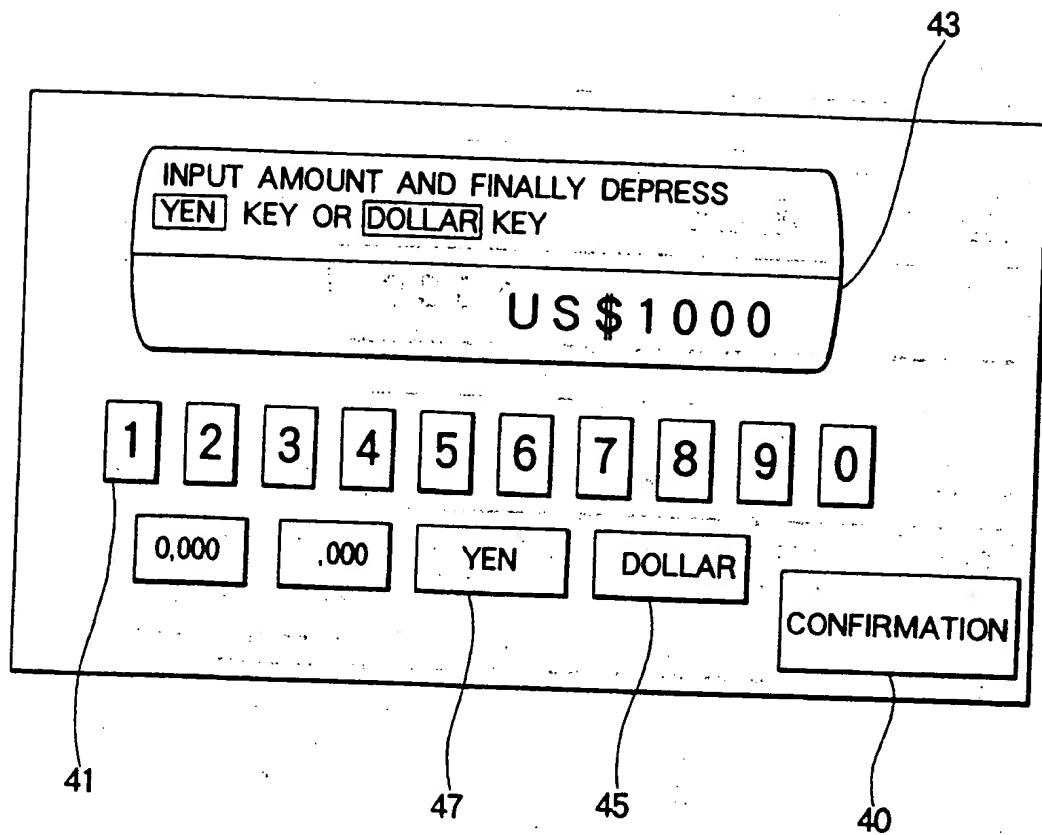 43
INPUT AMOUNT AND FINALLY DEPRESS
YEN KEY OR DOLLAR KEY
US$1000
1 2 3 4 5 6 7 8 9 0
0,000 ,000 YEN DOLLAR
CONFIRMATION
41 47 45 40